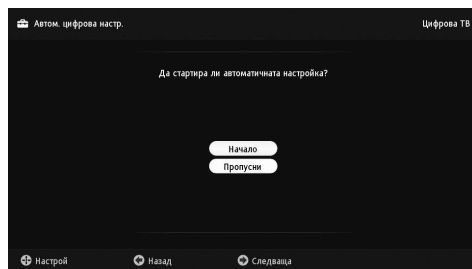 Автом. цифрова настр.
Цифрова ТВ
Да стартира ли автоматичната настройка?
Начало
Пропусни
Настрой
Назад
Следваща